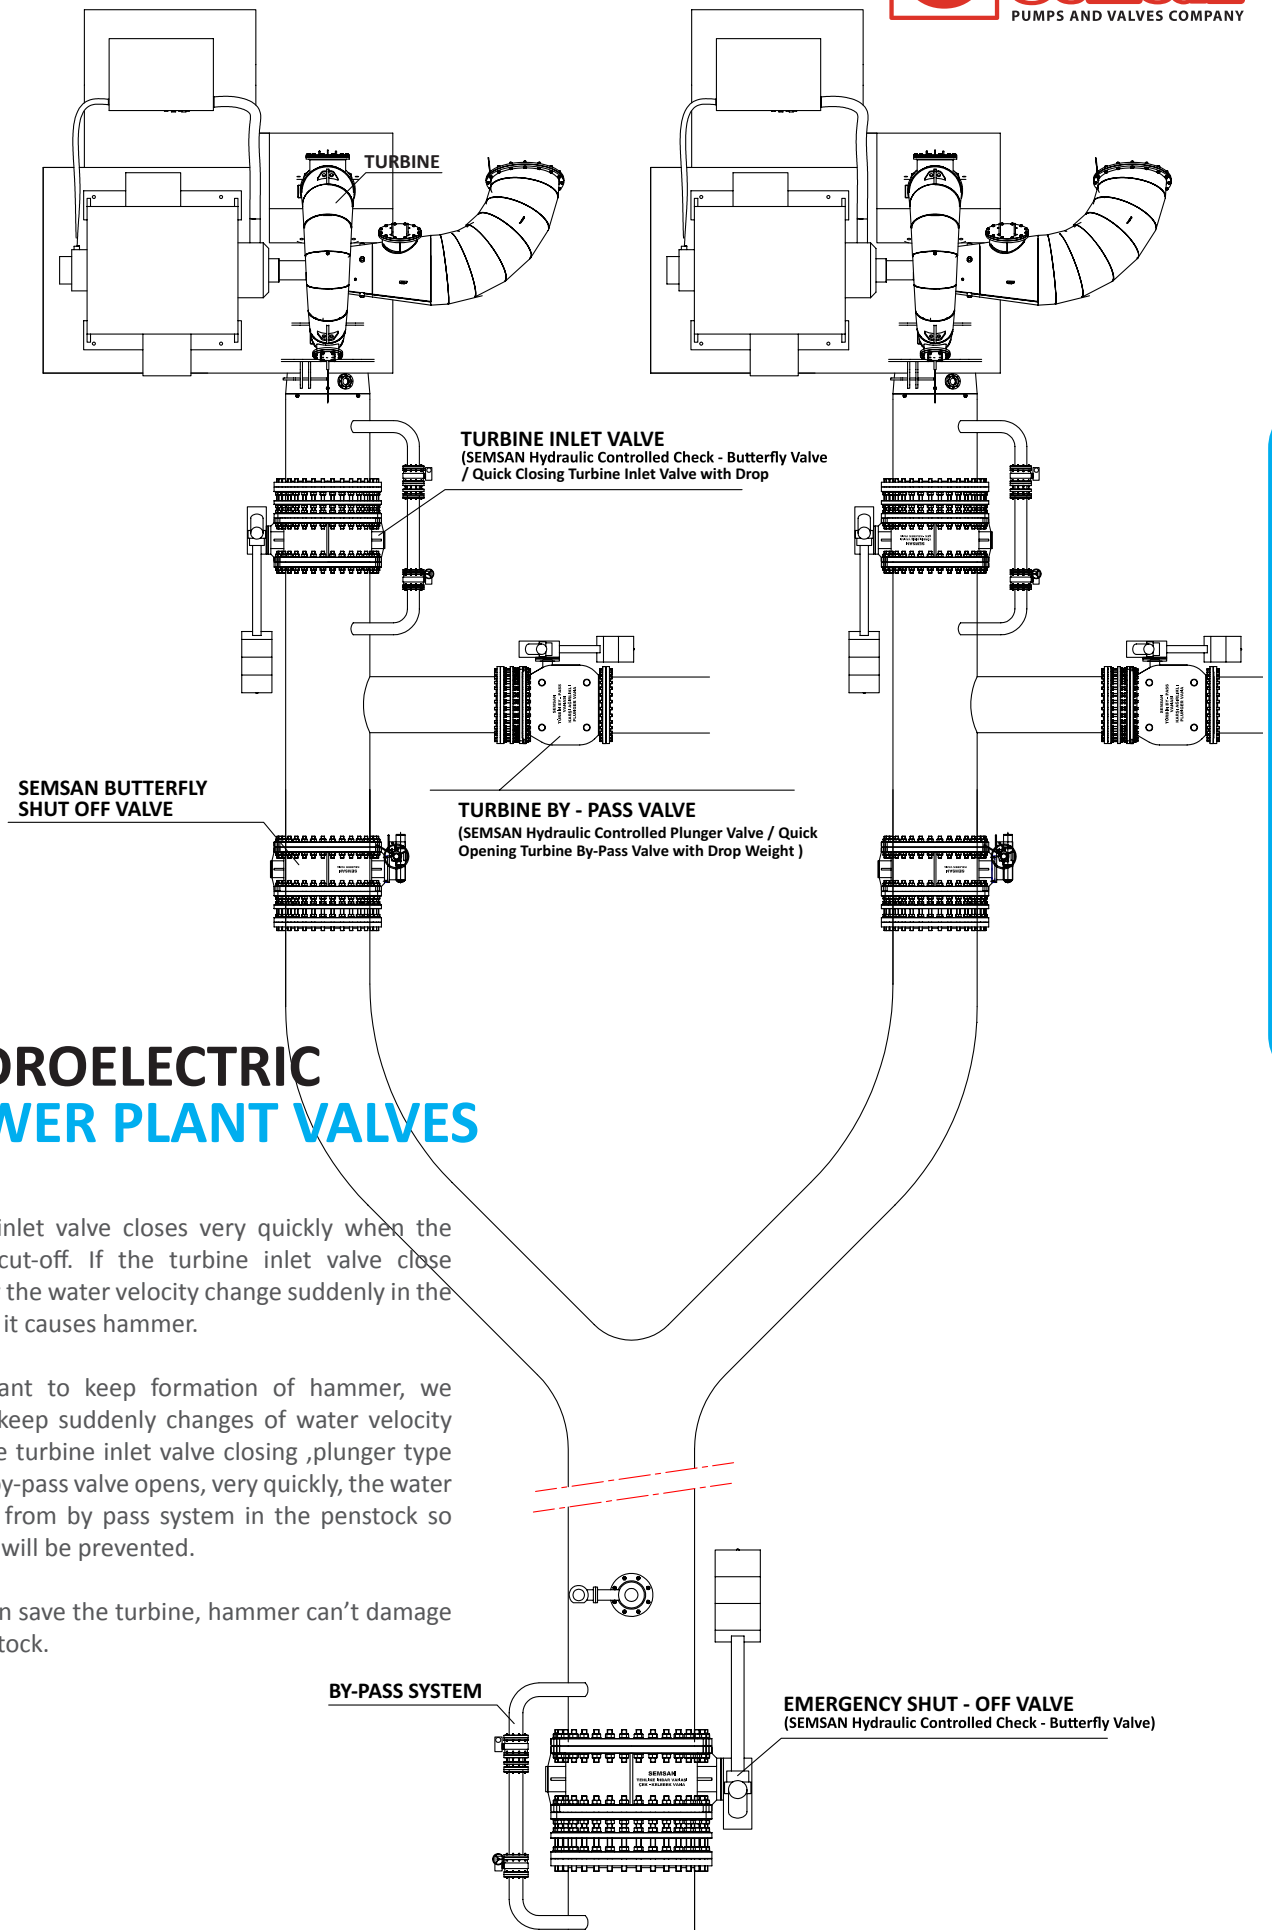 PUMPS AND VALVES COMPANY
TURBINE
TURBINE INLET VALVE
(SEMSAN Hydraulic Controlled Check - Butterfly Valve
/ Quick Closing Turbine Inlet Valve with Drop
SEMSAN BUTTERFLY
SHUT OFF VALVE
TURBINE BY - PASS VALVE
(SEMSAN Hydraulic Controlled Plunger Valve / Quick
Opening Turbine By-Pass Valve with Drop Weight )
DROELECTRIC
WER PLANT VALVES
inlet valve closes very quickly when the
cut-off. If the turbine inlet valve close
the water velocity change suddenly in the
it causes hammer.
ant to keep formation of hammer, we
keep suddenly changes of water velocity
e turbine inlet valve closing ,plunger type
by-pass valve opens, very quickly, the water
from by pass system in the penstock so
will be prevented.
n save the turbine, hammer can't damage
stock.
BY-PASS SYSTEM
EMERGENCY SHUT - OFF VALVE
(SEMSAN Hydraulic Controlled Check - Butterfly Valve)
SEMSAN